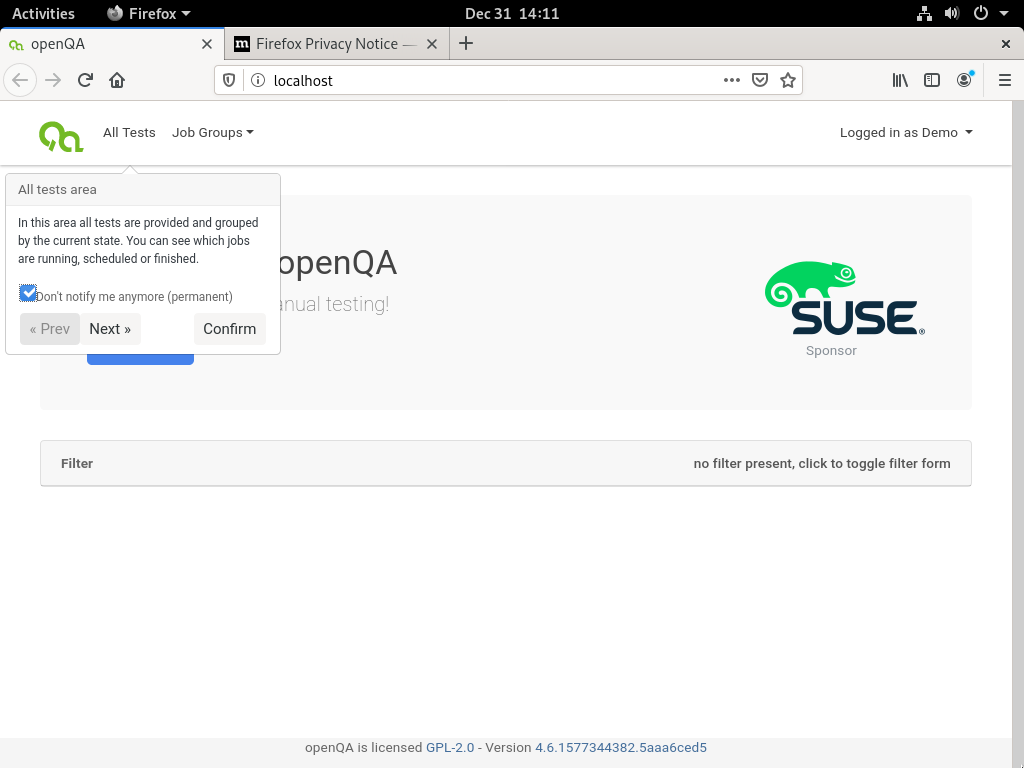 Activities Firefox Dec 31 14:11
openQA Firefox Privacy Notice —
localhost
All Tests Job Groups Logged in as Demo
All tests area
In this area all tests are provided and grouped
by the current state. You can see which jobs
are running, scheduled or finished.
Don't notify me anymore (permanent)
« Prev Next » Confirm
openQA
anual testing!
SUSE
Sponsor
Filter no filter present, click to toggle filter form
openQA is licensed GPL-2.0 - Version 4.6.1577344382.5aaa6ced5